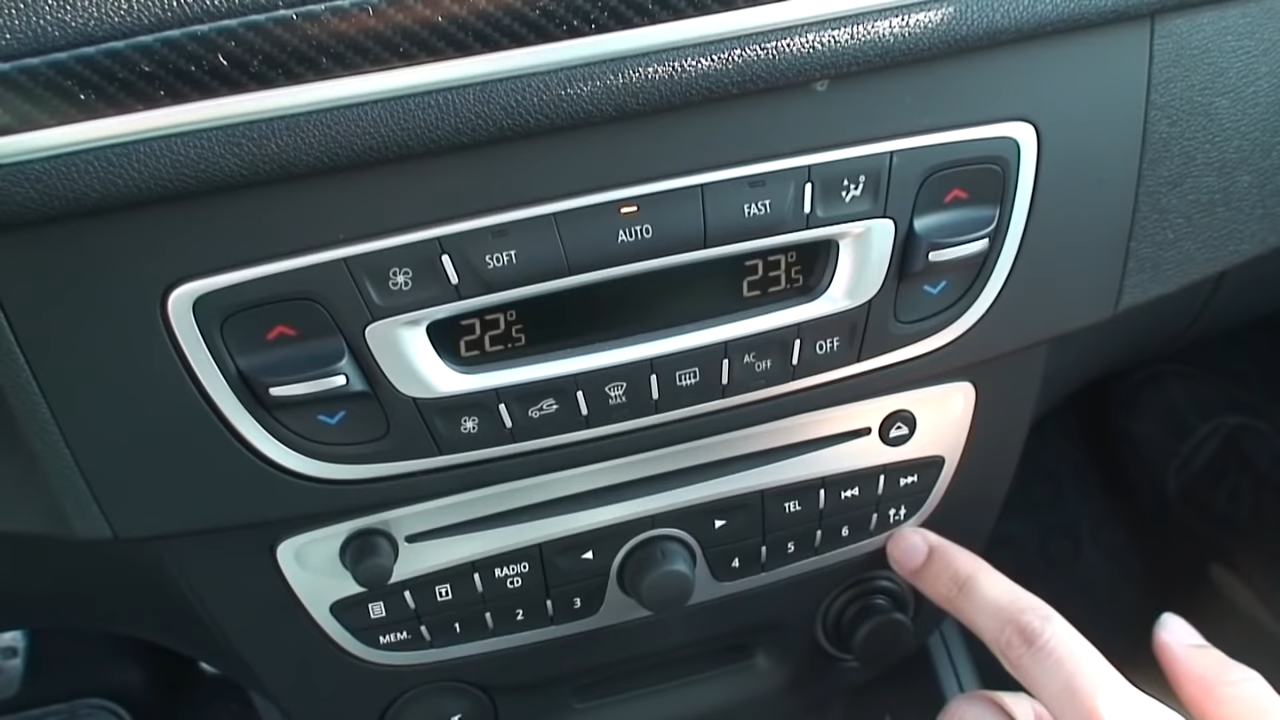 SOFT
AUTO
FAST
22°.5
23°.5
MAX
AC OFF
OFF
RADIO
CD
TEL
MEM.
1
2
3
4
5
6
T